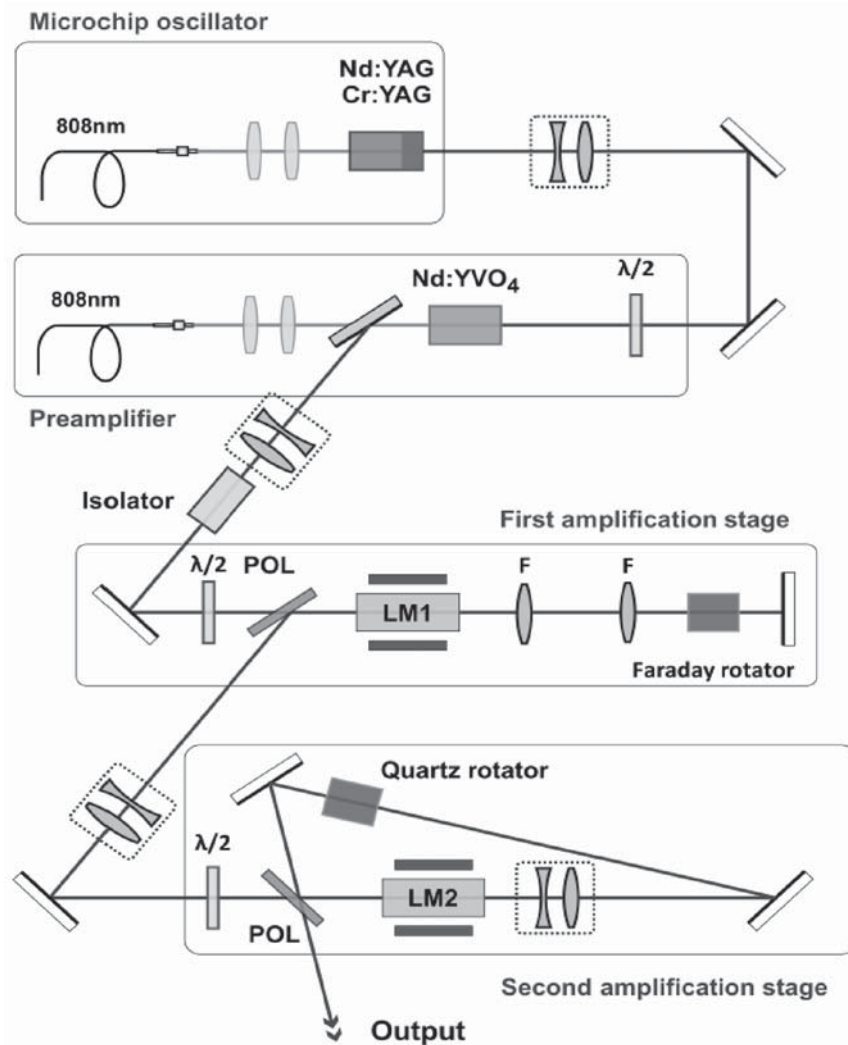 Microchip oscillator
Nd:YAG
Cr:YAG
808nm
808nm
Nd:YVO₄
λ/2
Preamplifier
Isolator
First amplification stage
λ/2
POL
F
F
LM1
Faraday rotator
Quartz rotator
λ/2
LM2
POL
Second amplification stage
Output